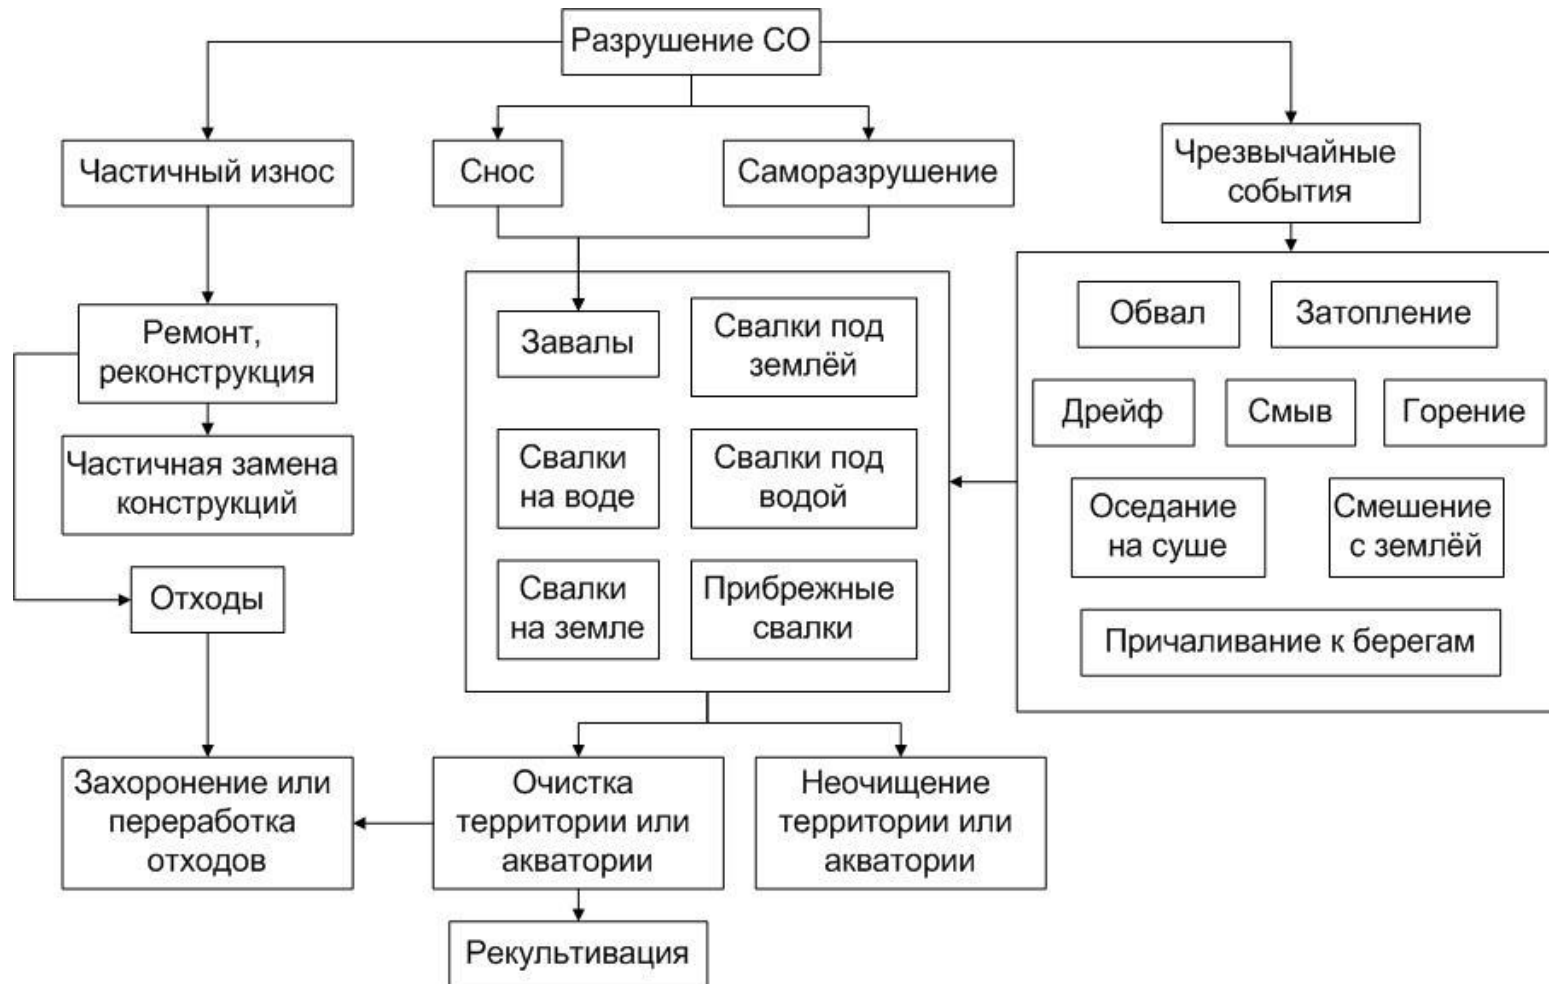 Разрушение СО
Частичный износ
Снос
Саморазрушение
Чрезвычайные
события
Ремонт,
реконструкция
Частичная замена
конструкций
Отходы
Завалы
Свалки под
землёй
Свалки
на воде
Свалки под
водой
Свалки
на земле
Прибрежные
свалки
Обвал
Затопление
Дрейф
Смыв
Горение
Оседание
на суше
Смешение
с землёй
Причаливание к берегам
Захоронение или
переработка
отходов
Очистка
территории или
акватории
Неочищение
территории или
акватории
Рекультивация